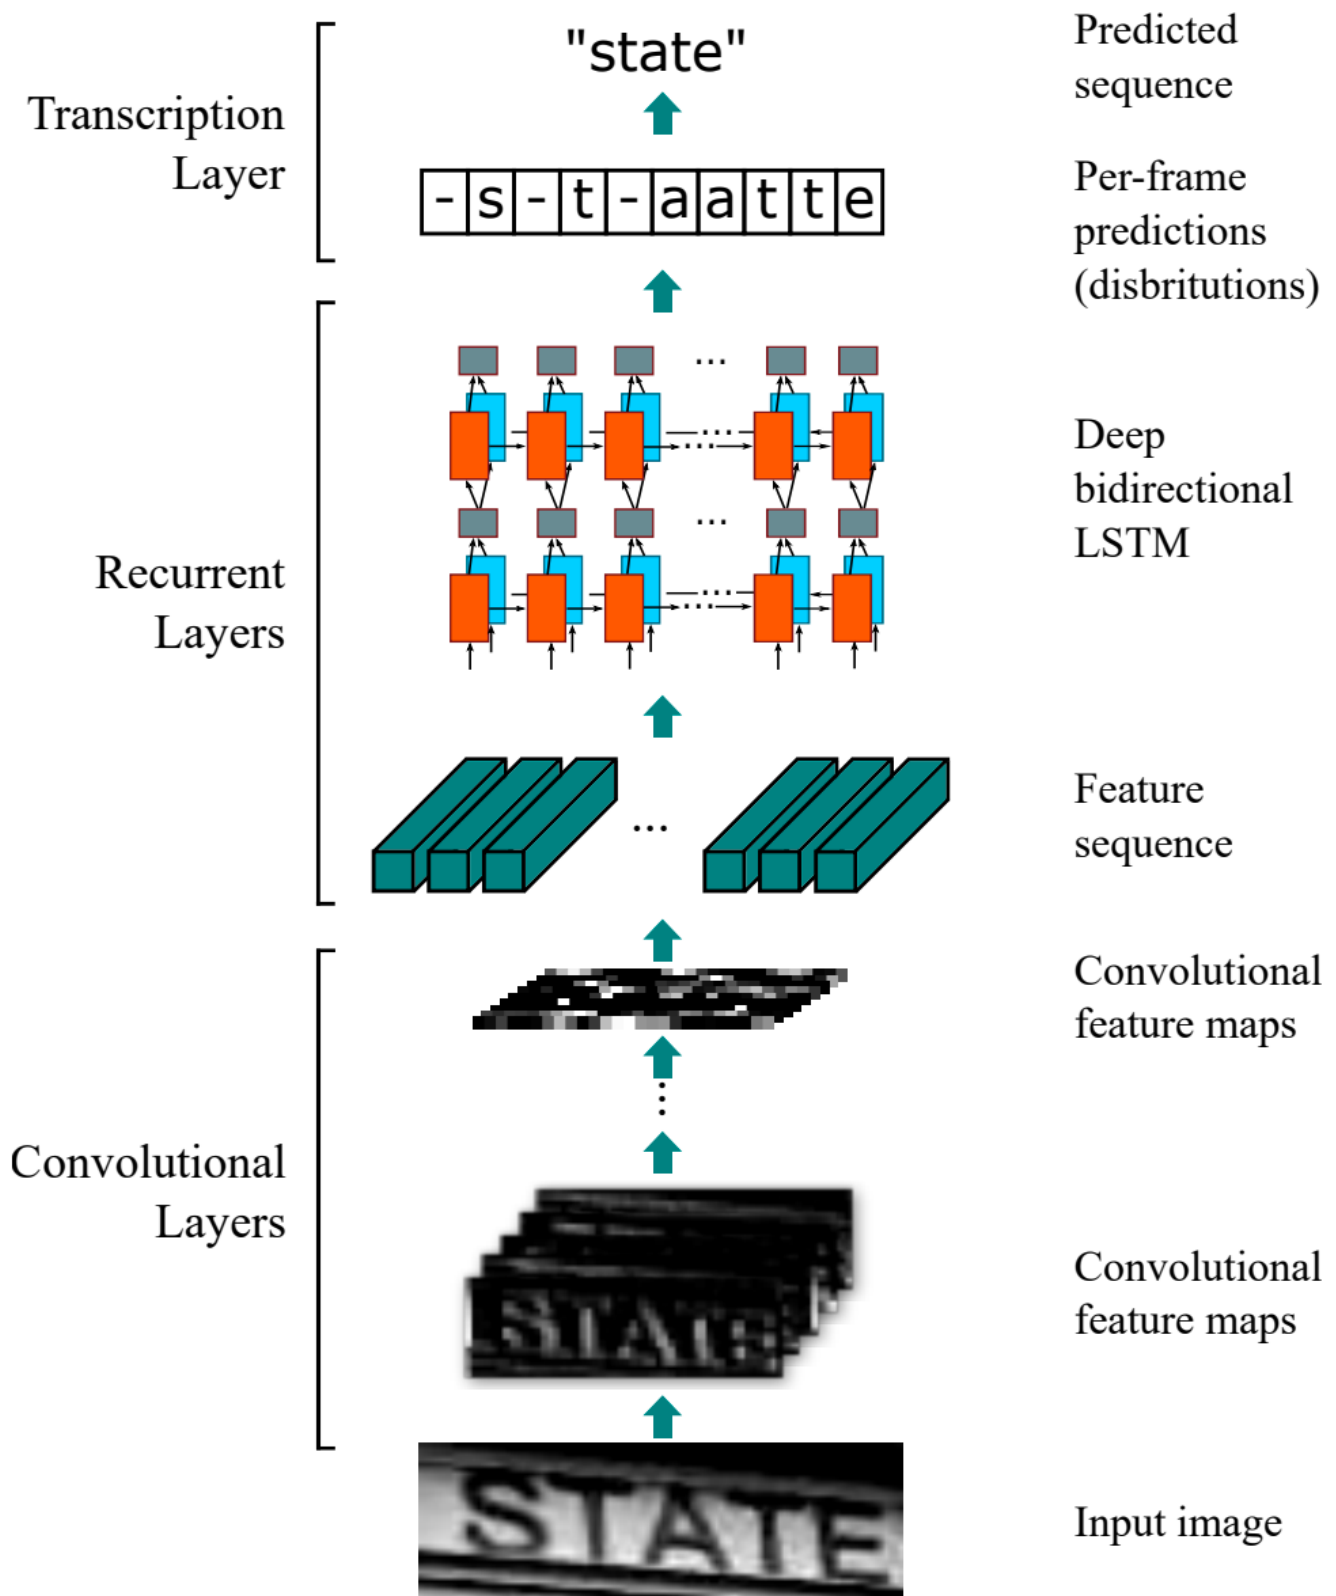 "state"
Predicted
sequence
Transcription
Layer
-s-t-aatte
Per-frame
predictions
(disbritutions)
Deep
bidirectional
LSTM
Recurrent
Layers
Feature
sequence
Convolutional
feature maps
Convolutional
Layers
STATE
Convolutional
feature maps
STATE
Input image